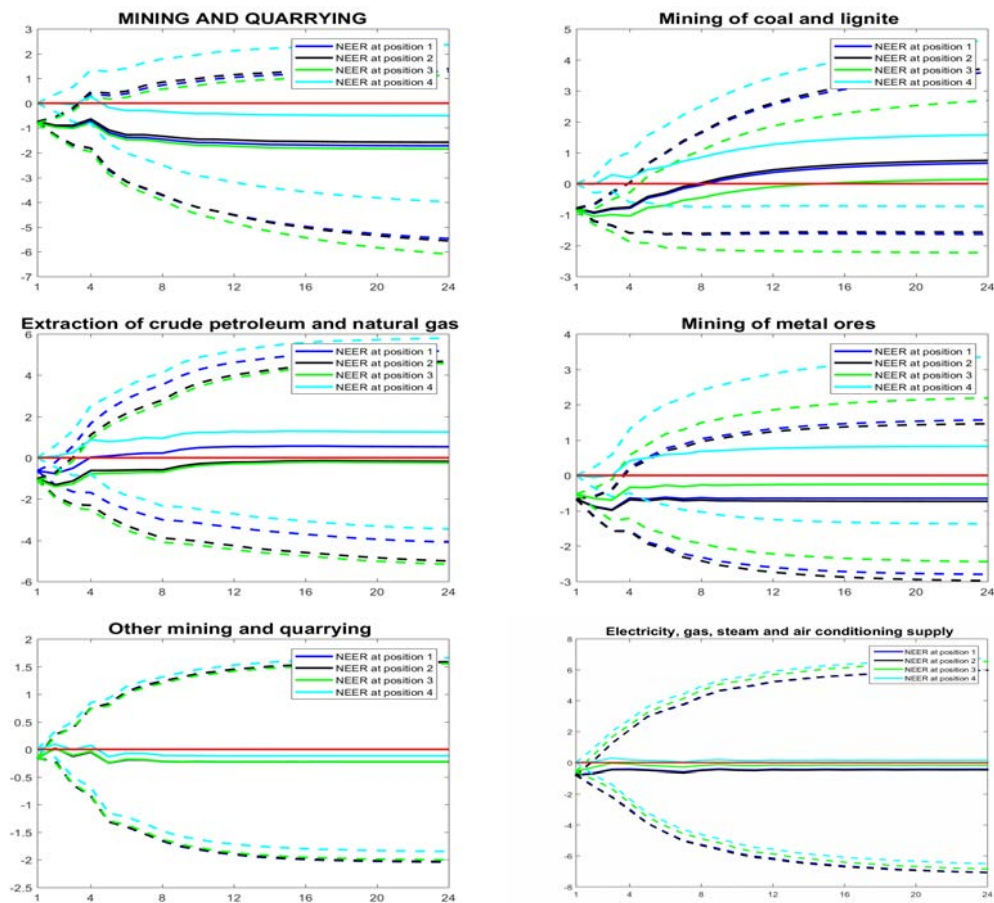 MINING AND QUARRYING
3
2
1
0
-1
-2
-3
-4
-5
-6
-7
1 4 8 12 16 20 24
NEER at position 1
NEER at position 2
NEER at position 3
NEER at position 4
Mining of coal and lignite
5
4
3
2
1
0
-1
-2
-3
1 4 8 12 16 20 24
NEER at position 1
NEER at position 2
NEER at position 3
NEER at position 4
Extraction of crude petroleum and natural gas
6
4
2
0
-2
-4
-6
1 4 8 12 16 20 24
NEER at position 1
NEER at position 2
NEER at position 3
NEER at position 4
Mining of metal ores
4
3
2
1
0
-1
-2
-3
1 4 8 12 16 20 24
NEER at position 1
NEER at position 2
NEER at position 3
NEER at position 4
Other mining and quarrying
2
1.5
1
0.5
0
-0.5
-1
-1.5
-2
-2.5
1 4 8 12 16 20 24
NEER at position 1
NEER at position 2
NEER at position 3
NEER at position 4
Electricity, gas, steam and air conditioning supply
8
6
4
2
0
-2
-4
-6
-8
1 4 8 12 16 20 24
NEER at position 1
NEER at position 2
NEER at position 3
NEER at position 4